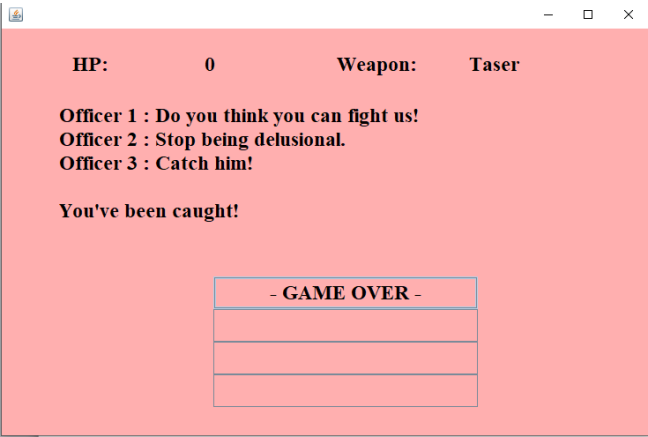 HP: 0 Weapon: Taser
Officer 1 : Do you think you can fight us!
Officer 2 : Stop being delusional.
Officer 3 : Catch him!
You've been caught!
- GAME OVER -